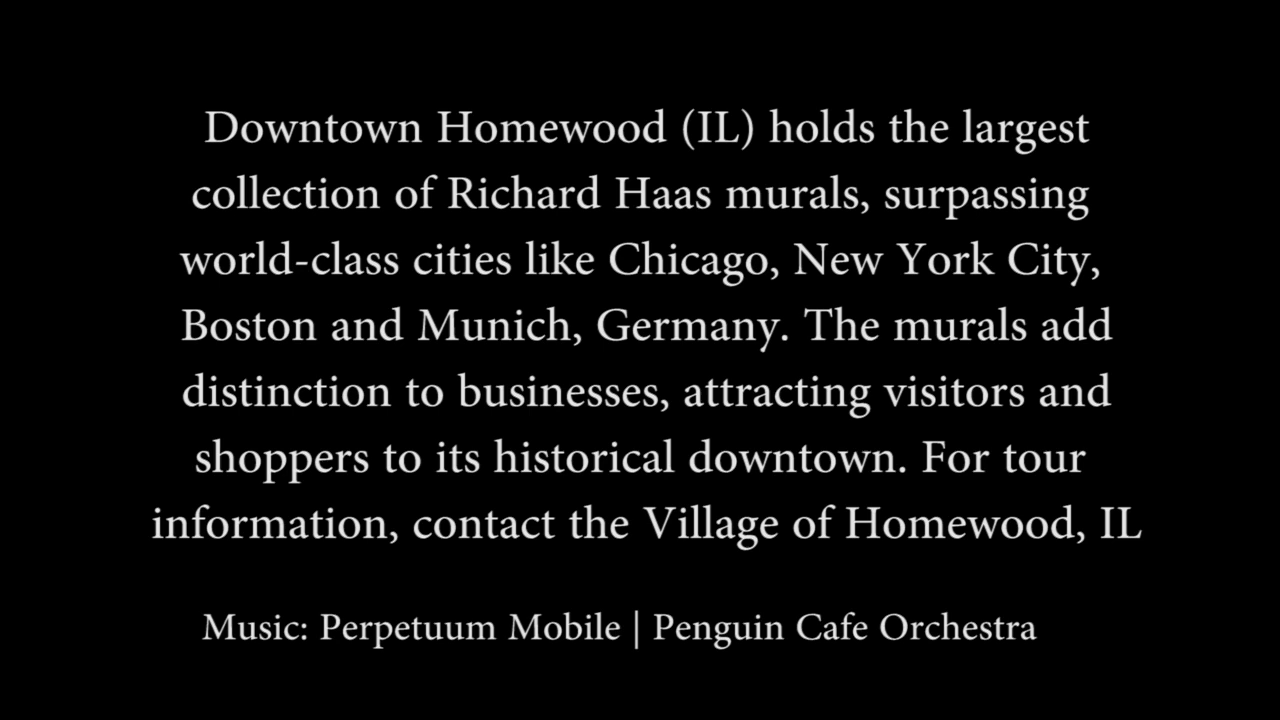 Downtown Homewood (IL) holds the largest
collection of Richard Haas murals, surpassing
world-class cities like Chicago, New York City,
Boston and Munich, Germany. The murals add
distinction to businesses, attracting visitors and
shoppers to its historical downtown. For tour
information, contact the Village of Homewood, IL
Music: Perpetuum Mobile | Penguin Cafe Orchestra